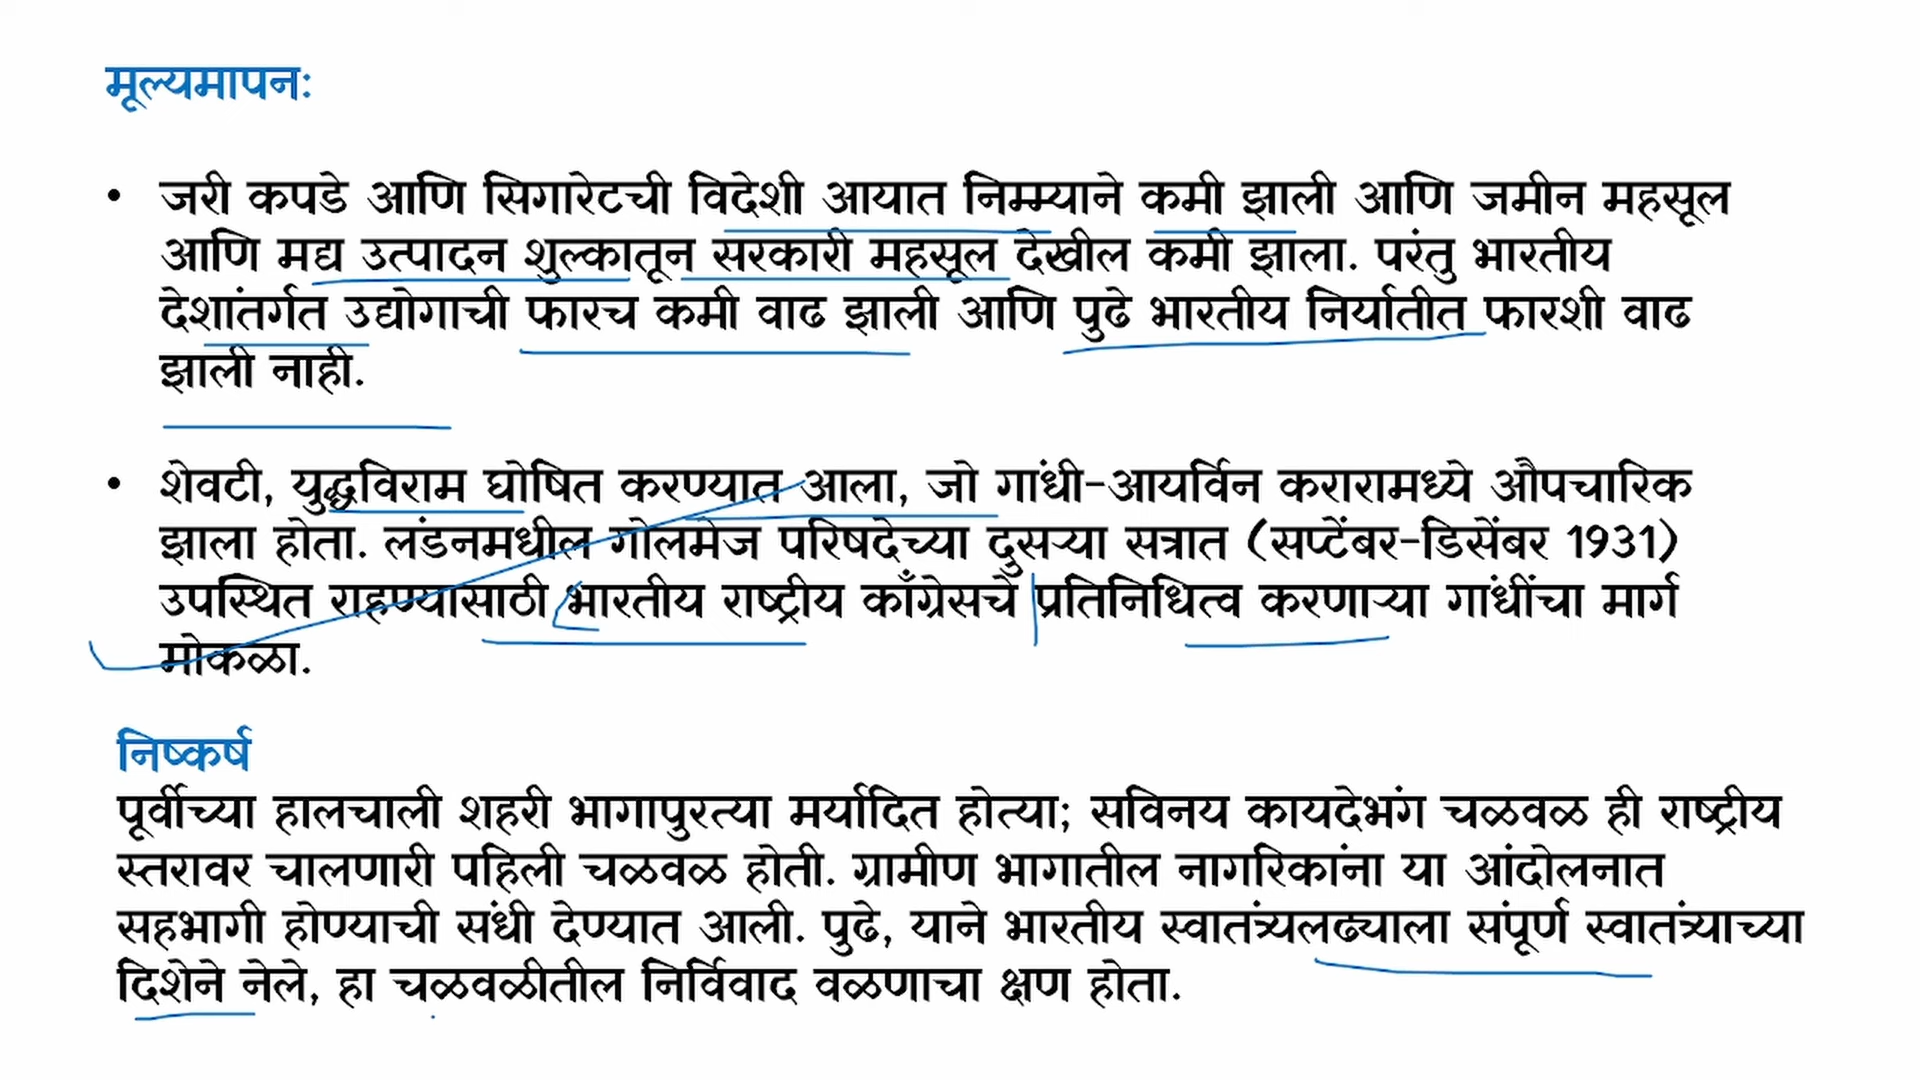 मूल्यमापन:
• जरी कपडे आणि सिगारेटची विदेशी आयात निम्म्याने कमी झाली आणि जमीन महसूल
आणि मद्य उत्पादन शुल्कातून सरकारी महसूल देखील कमी झाला. परंतु भारतीय
देशांतर्गत उद्योगाची फारच कमी वाढ झाली आणि पुढे भारतीय निर्यातीत फारशी वाढ
झाली नाही.
• शेवटी, युद्धविराम घोषित करण्यात आला, जो गांधी-आयर्विन करारामध्ये औपचारिक
झाला होता. लंडनमधील गोलमेज परिषदेच्या दुसऱ्या सत्रात (सप्टेंबर-डिसेंबर 1931)
उपस्थित राहण्यासाठी भारतीय राष्ट्रीय काँग्रेसचे प्रतिनिधित्व करणाऱ्या गांधींचा मार्ग
मोकळा.
निष्कर्ष
पूर्वीच्या हालचाली शहरी भागापुरत्या मर्यादित होत्या; सविनय कायदेभंग चळवळ ही राष्ट्रीय
स्तरावर चालणारी पहिली चळवळ होती. ग्रामीण भागातील नागरिकांना या आंदोलनात
सहभागी होण्याची संधी देण्यात आली. पुढे, याने भारतीय स्वातंत्र्यलढ्याला संपूर्ण स्वातंत्र्याच्या
दिशेने नेले, हा चळवळीतील निर्विवाद वळणाचा क्षण होता.